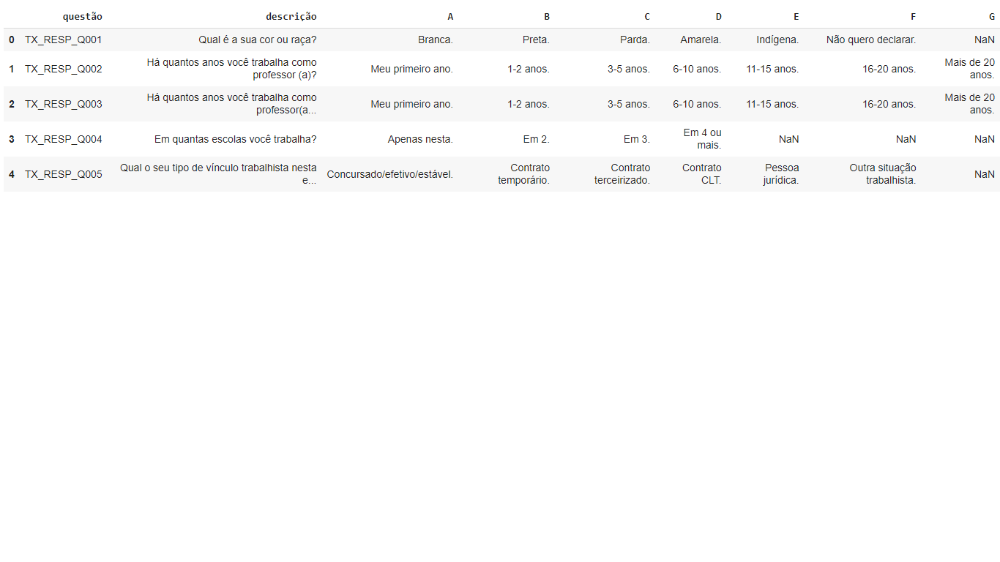 questão descrição A B C D E F G
0 TX_RESP_Q001 Qual é a sua cor ou raça? Branca. Preta. Parda. Amarela. Indígena. Não quero declarar. NaN
1 TX_RESP_Q002 Há quantos anos você trabalha como professor (a)? Meu primeiro ano. 1-2 anos. 3-5 anos. 6-10 anos. 11-15 anos. 16-20 anos. Mais de 20 anos.
2 TX_RESP_Q003 Há quantos anos você trabalha como professor(a... Meu primeiro ano. 1-2 anos. 3-5 anos. 6-10 anos. 11-15 anos. 16-20 anos. Mais de 20 anos.
3 TX_RESP_Q004 Em quantas escolas você trabalha? Apenas nesta. Em 2. Em 3. Em 4 ou mais. NaN NaN NaN
4 TX_RESP_Q005 Qual o seu tipo de vínculo trabalhista nesta e... Concursado/efetivo/estável. Contrato temporário. Contrato terceirizado. Contrato CLT. Pessoa jurídica. Outra situação trabalhista. NaN